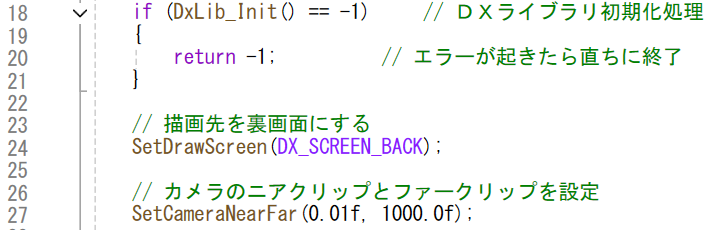 18 if (DxLib_Init() == -1) // ＤＸライブラリ初期化処理
19 {
20 return -1; // エラーが起きたら直ちに終了
21 }
22
23 // 描画先を裏画面にする
24 SetDrawScreen(DX_SCREEN_BACK);
25
26 // カメラのニアクリップとファークリップを設定
27 SetCameraNearFar(0.01f, 1000.0f);